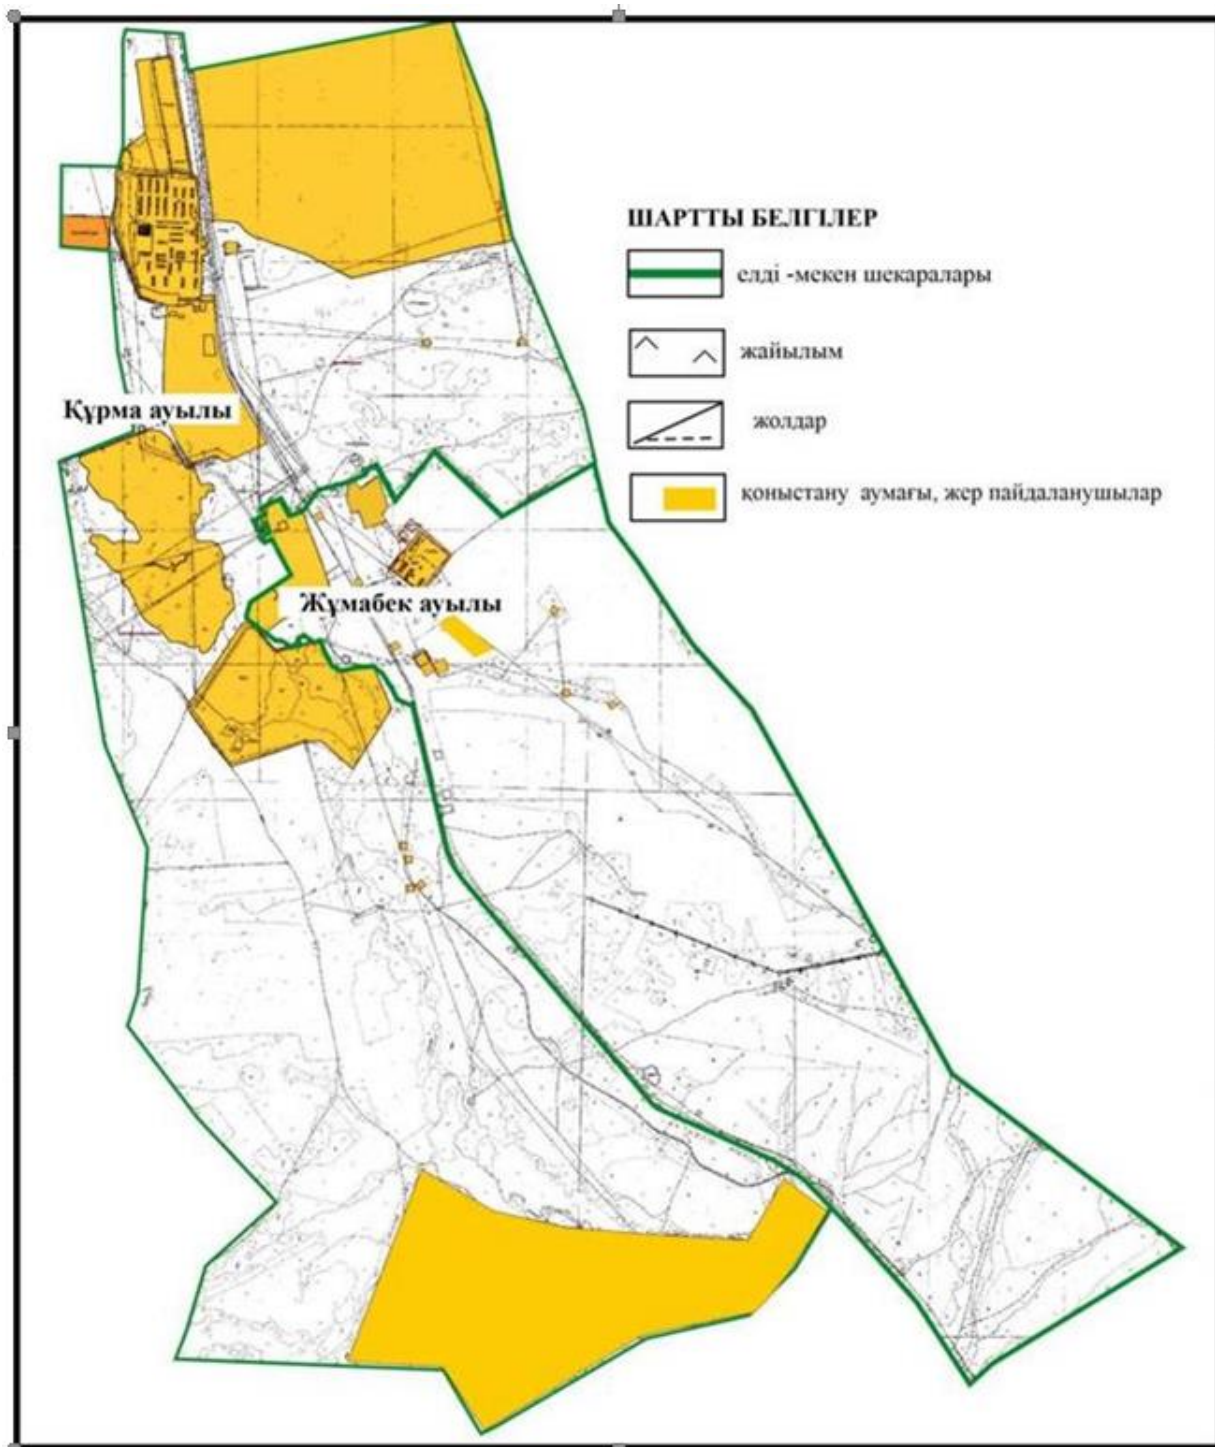 ШАРТТЫ БЕЛГІЛЕР
елді -мекен шекаралары
жайылым
жолдар
қоныстану аумағы, жер пайдаланушылар
Құрма ауылы
Жұмабек ауылы